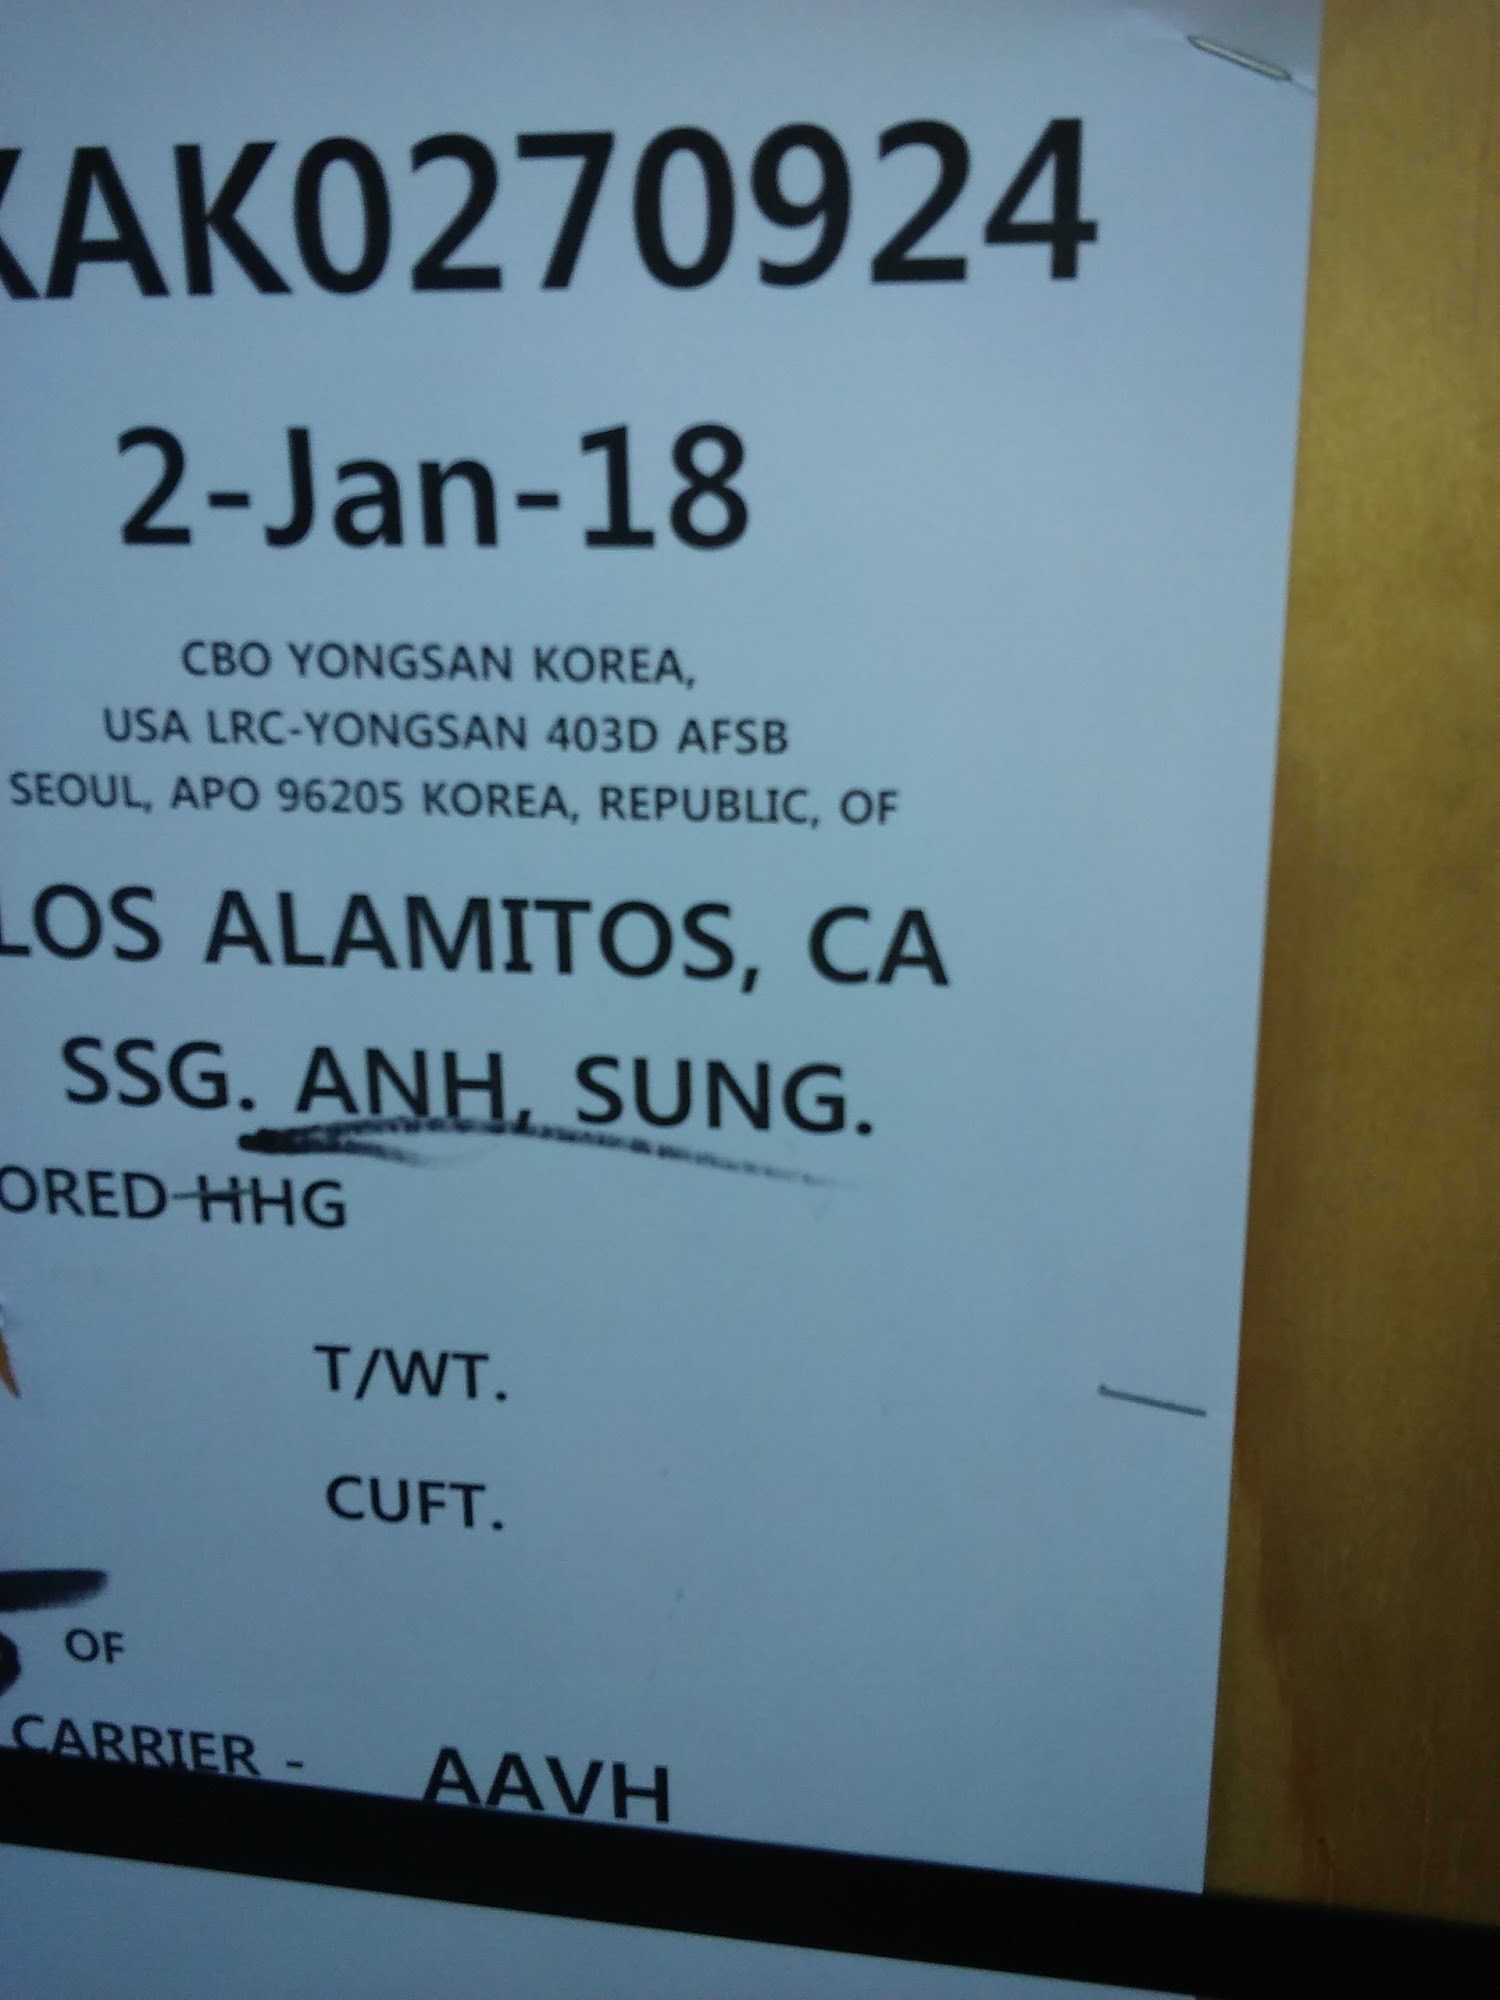 KAK0270924
2-Jan-18
CBO YONGSAN KOREA,
USA LRC-YONGSAN 403D AFSB
SEOUL, APO 96205 KOREA, REPUBLIC, OF
LOS ALAMITOS, CA
SSG. ANH, SUNG.
ORED HHG
T/WT.
CUFT.
5 OF
CARRIER - AAVH